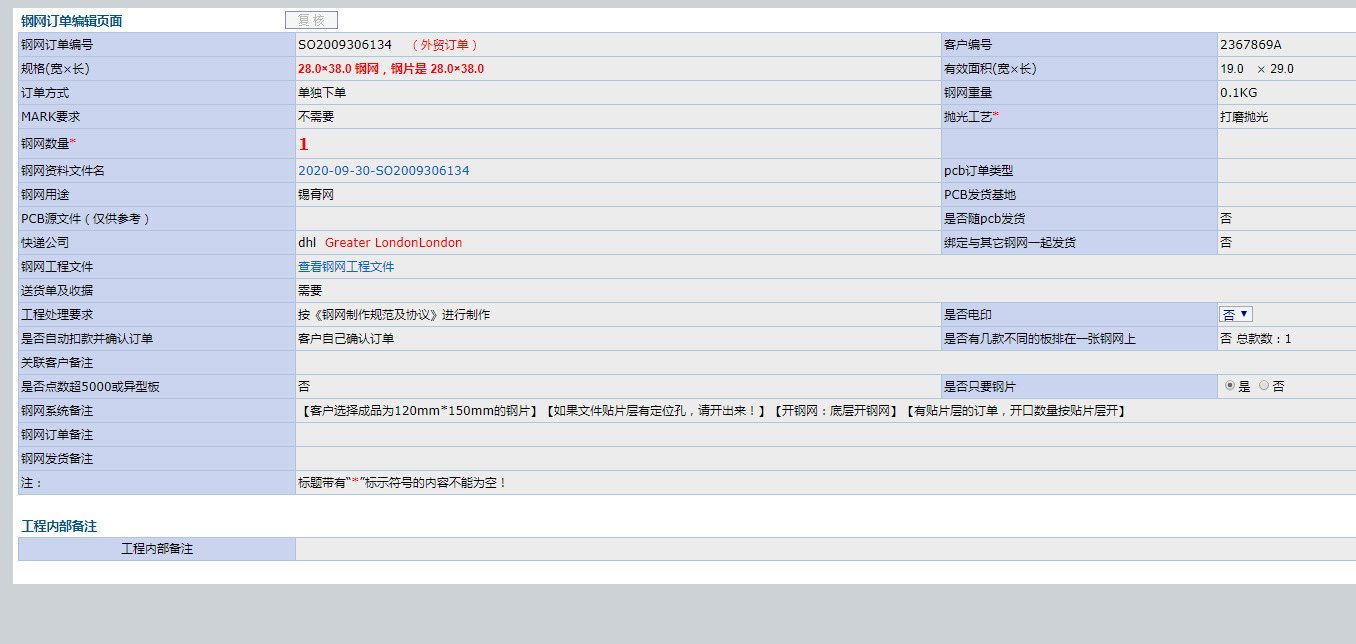 钢网订单编辑页面 复核
钢网订单编号 SO2009306134 （外贸订单） 客户编号 2367869A
规格(宽×长) 28.0×38.0 钢网，钢片是 28.0×38.0 有效面积(宽×长) 19.0 × 29.0
订单方式 单独下单 钢网重量 0.1KG
MARK要求 不需要 抛光工艺* 打磨抛光
钢网数量* 1
钢网资料文件名 2020-09-30-SO2009306134 pcb订单类型
钢网用途 锡膏网 PCB发货基地
PCB源文件（仅供参考） 是否随pcb发货 否
快递公司 dhl Greater LondonLondon 绑定与其它钢网一起发货 否
钢网工程文件 查看钢网工程文件
送货单及收据 需要
工程处理要求 按《钢网制作规范及协议》进行制作 是否电印 否
是否自动扣款并确认订单 客户自己确认订单 是否有几款不同的板排在一张钢网上 否 总款数：1
关联客户备注
是否点数超5000或异型板 否 是否只要钢片 是 否
钢网系统备注 【客户选择成品为120mm*150mm的钢片】【如果文件贴片层有定位孔，请开出来！】【开钢网：底层开钢网】【有贴片层的订单，开口数量按贴片层开】
钢网订单备注
钢网发货备注
注： 标题带有"*"标示符号的内容不能为空！
工程内部备注
工程内部备注